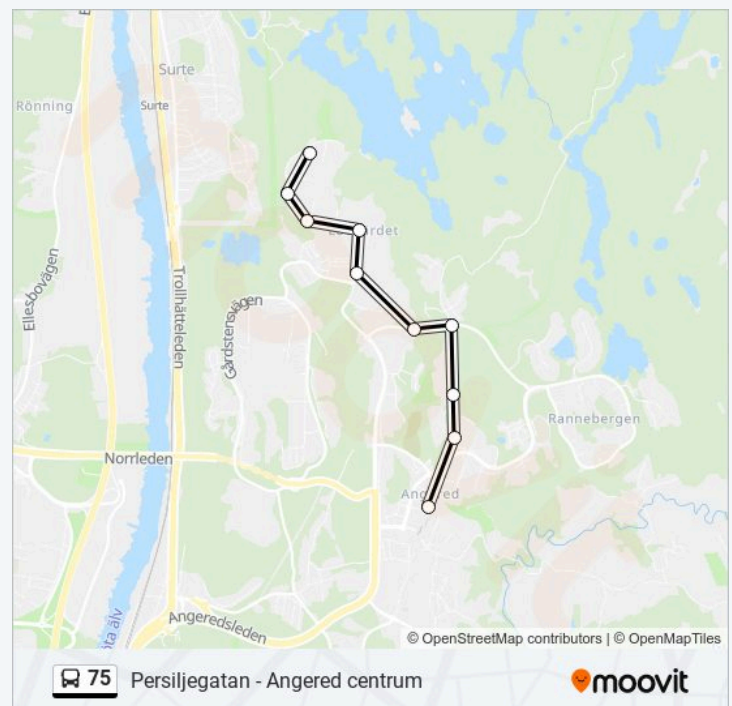 Surte
Rönning
Surte
Ellesbovägen
Trollhätteleden
Gårdstensvägen
Rannebergen
Norrleden
Angered
Angeredsleden
© OpenStreetMap contributors | © OpenMapTiles
75 Persiljegatan - Angered centrum
moovit